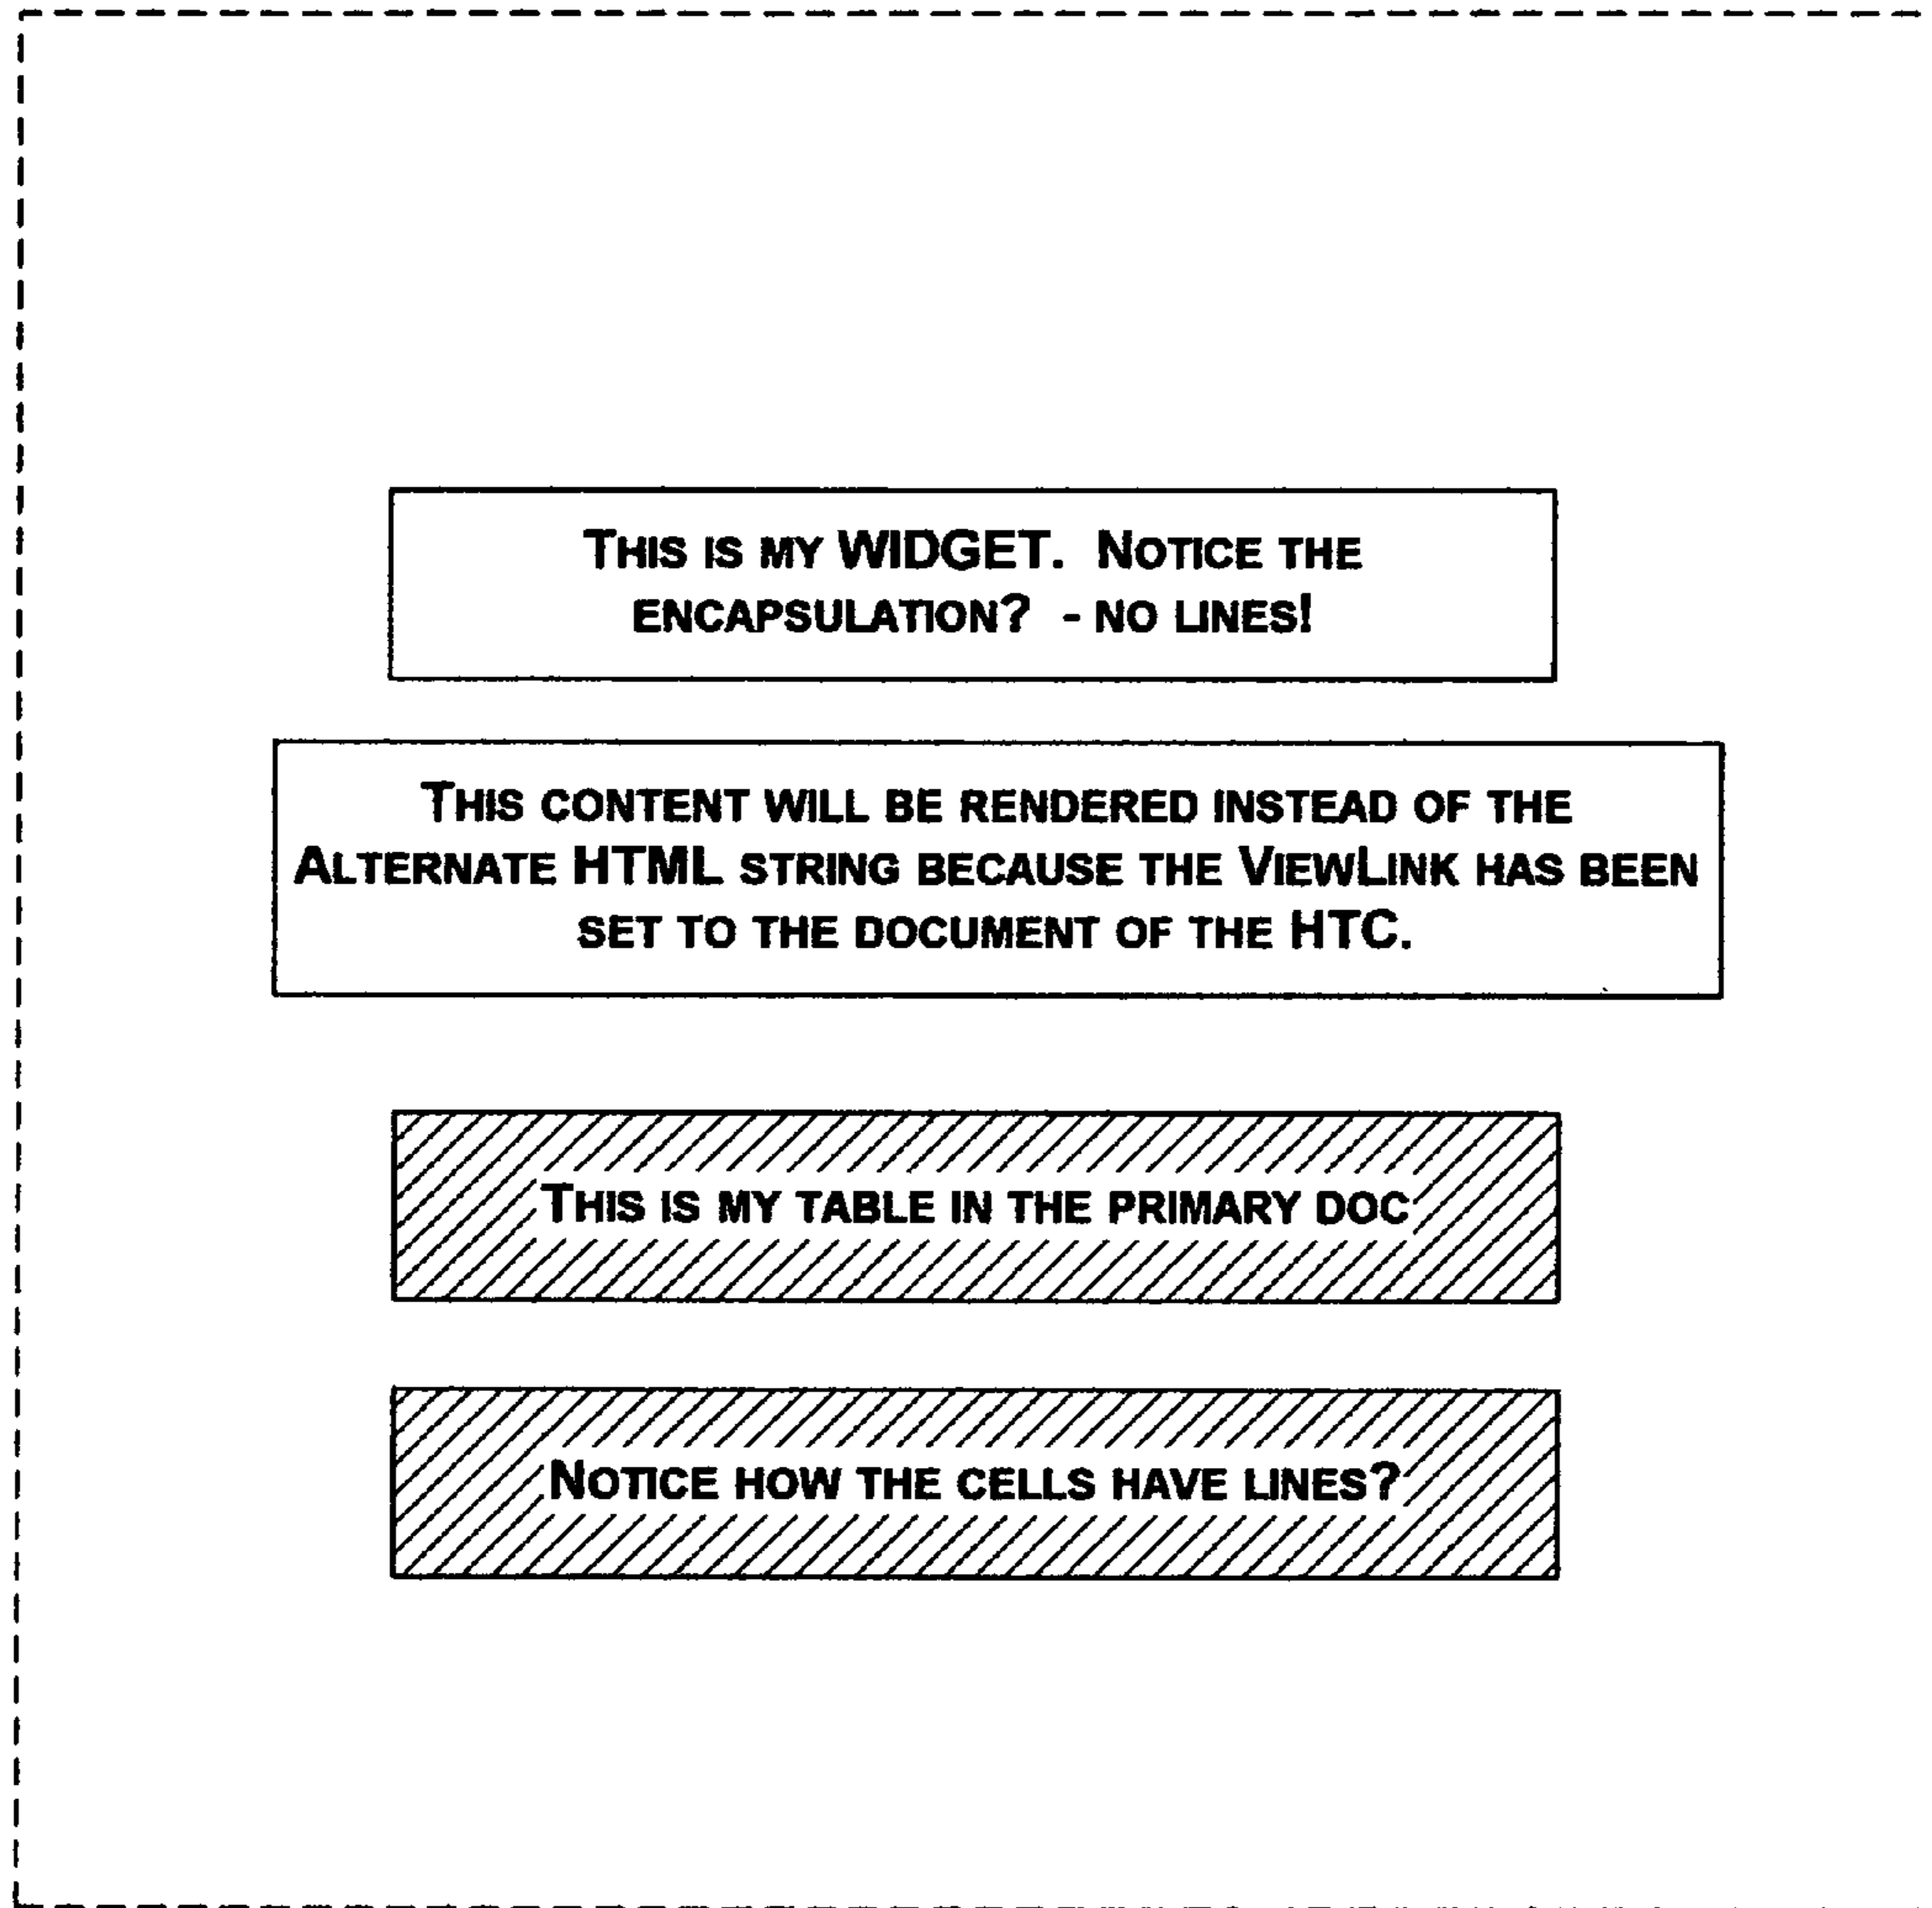 THIS IS MY WIDGET. NOTICE THE
ENCAPSULATION? - NO LINES!
THIS CONTENT WILL BE RENDERED INSTEAD OF THE
ALTERNATE HTML STRING BECAUSE THE VIEWLINK HAS BEEN
SET TO THE DOCUMENT OF THE HTC.
THIS IS MY TABLE IN THE PRIMARY DOC
NOTICE HOW THE CELLS HAVE LINES?